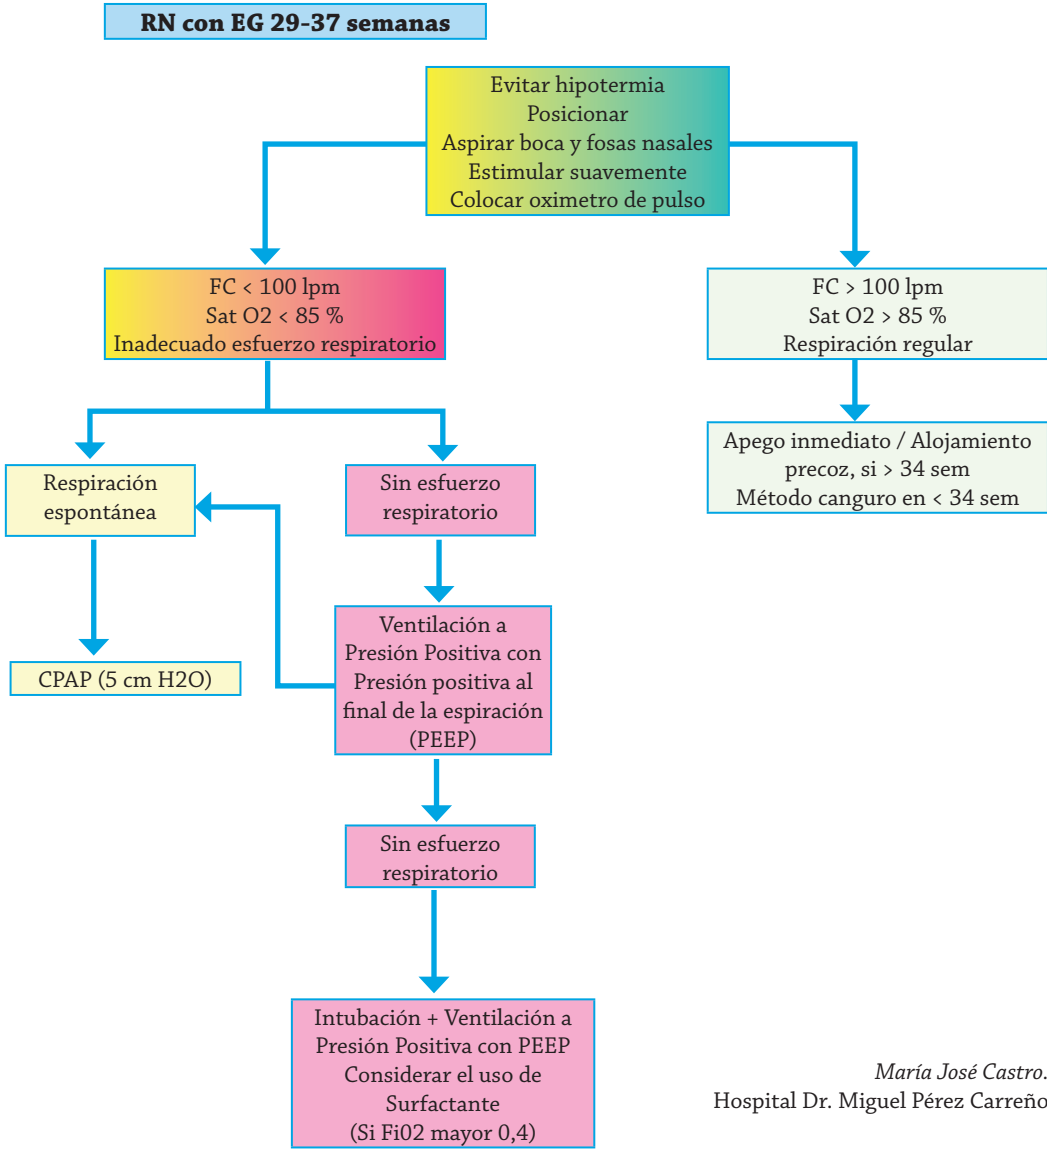 RN con EG 29-37 semanas
Evitar hipotermia
Posicionar
Aspirar boca y fosas nasales
Estimular suavemente
Colocar oximetro de pulso
FC < 100 lpm
Sat O2 < 85 %
Inadecuado esfuerzo respiratorio
FC > 100 lpm
Sat O2 > 85 %
Respiración regular
Apego inmediato / Alojamiento
precoz, si > 34 sem
Método canguro en < 34 sem
Respiración
espontánea
Sin esfuerzo
respiratorio
CPAP (5 cm H2O)
Ventilación a
Presión Positiva con
Presión positiva al
final de la espiración
(PEEP)
Sin esfuerzo
respiratorio
Intubación + Ventilación a
Presión Positiva con PEEP
Considerar el uso de
Surfactante
(Si Fi02 mayor 0,4)
María José Castro.
Hospital Dr. Miguel Pérez Carreño